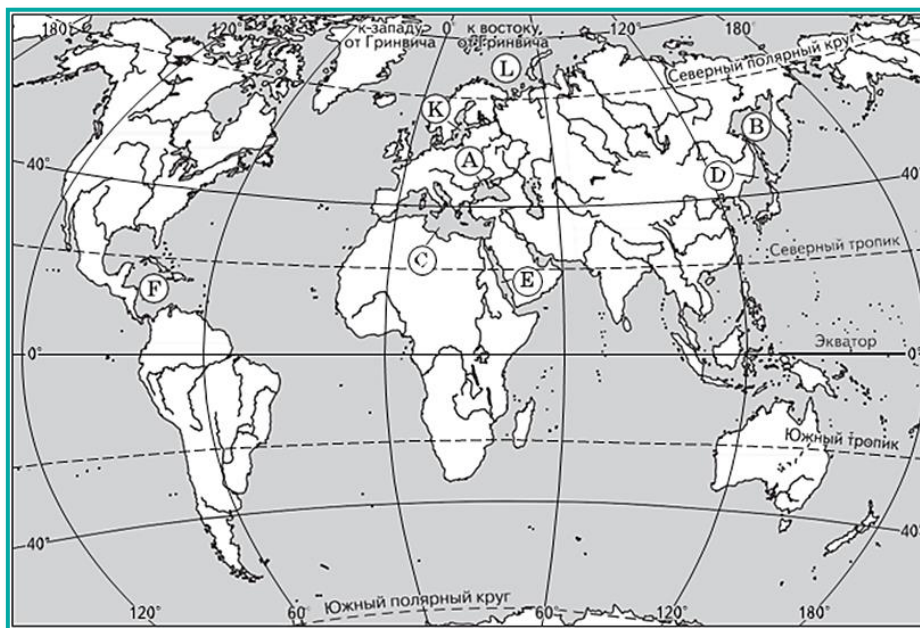 180°
120°
к западу
от Гринвича
0°
к востоку
от Гринвича
120°
180°
Северный полярный круг
L
K
B
A
D
40°
40°
Северный тропик
C
E
F
Экватор
0°
0°
Южный тропик
40°
40°
Южный полярный круг
120°
60°
0°
60°
120°
180°